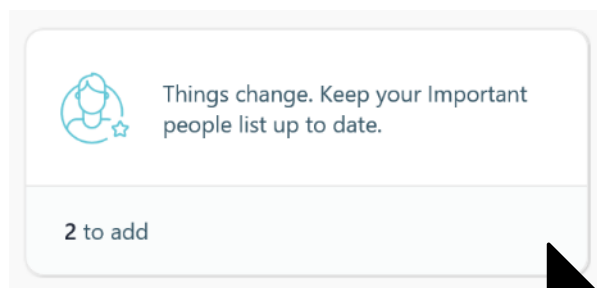 Things change. Keep your Important
people list up to date.
2 to add